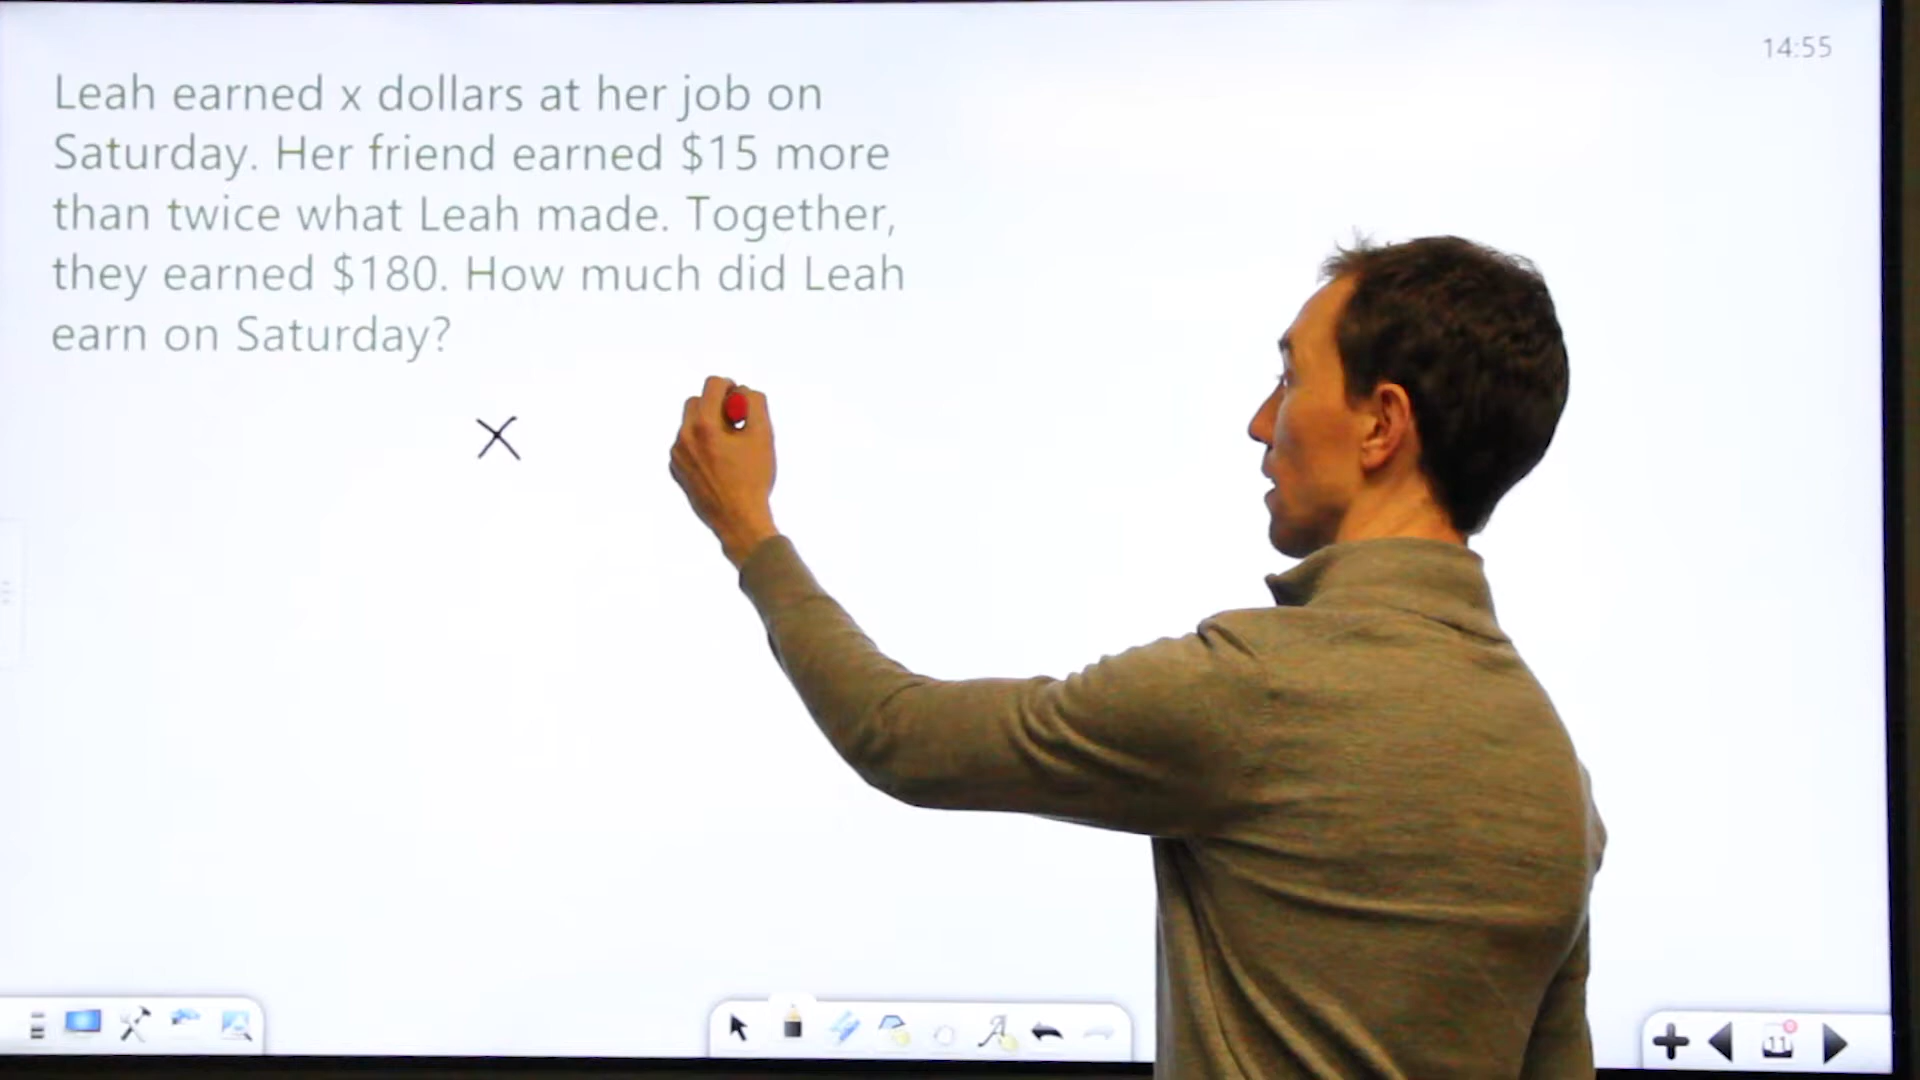 14:55
Leah earned x dollars at her job on
Saturday. Her friend earned $15 more
than twice what Leah made. Together,
they earned $180. How much did Leah
earn on Saturday?
x
11